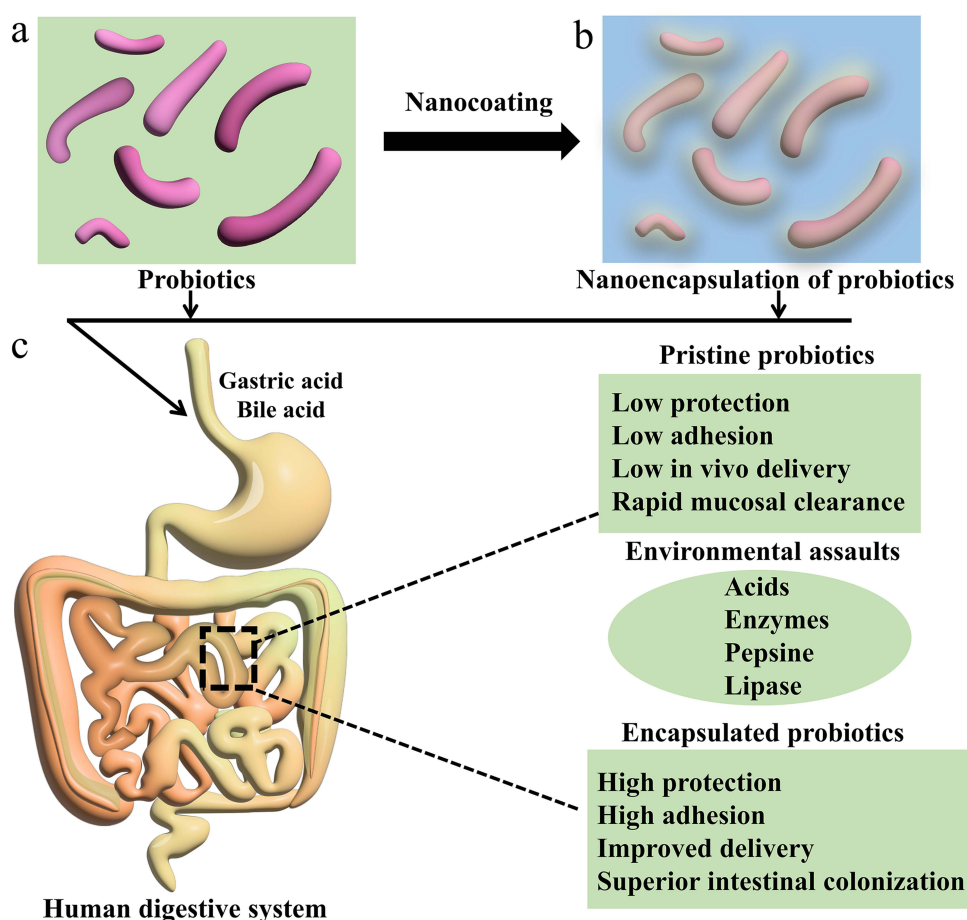 a
b
Nanocoating
Probiotics
Nanoencapsulation of probiotics
c
Gastric acid
Bile acid
Pristine probiotics
Low protection
Low adhesion
Low in vivo delivery
Rapid mucosal clearance
Environmental assaults
Acids
Enzymes
Pepsine
Lipase
Encapsulated probiotics
High protection
High adhesion
Improved delivery
Superior intestinal colonization
Human digestive system